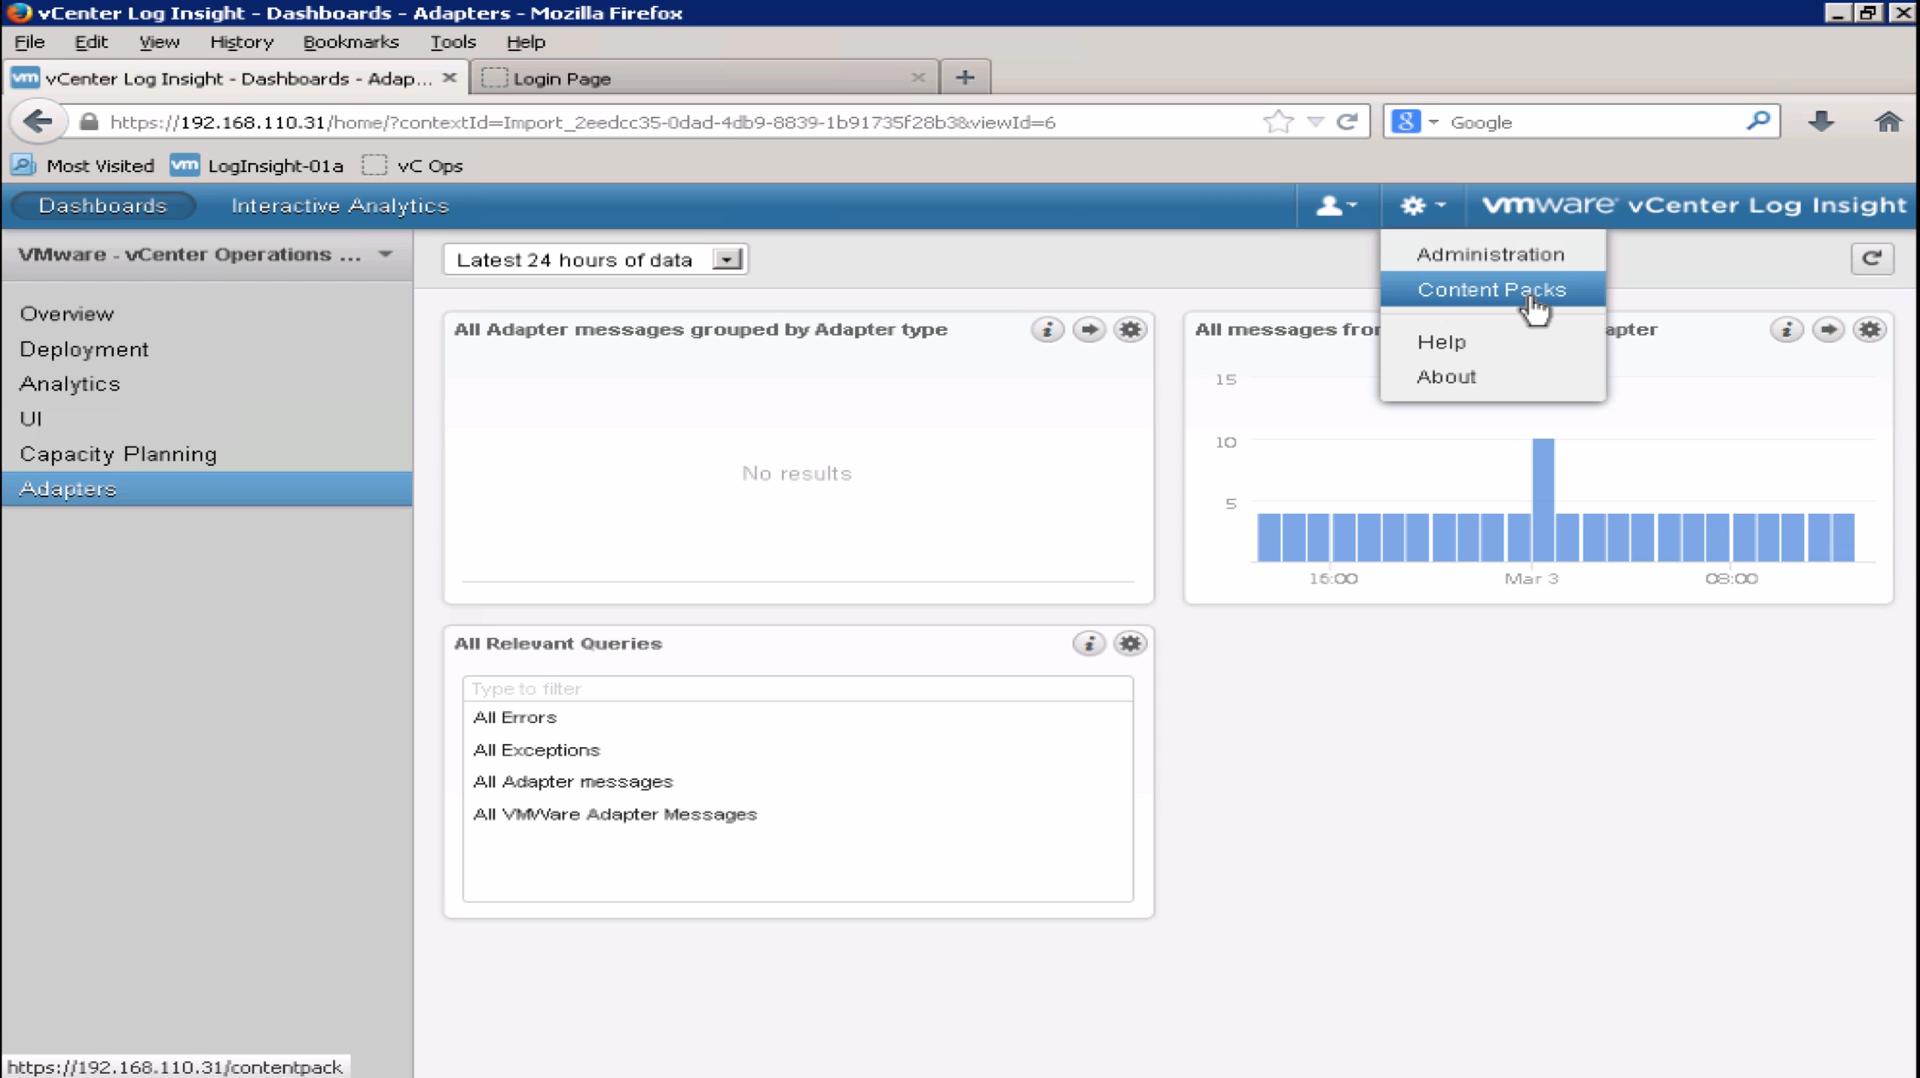 vCenter Log Insight - Dashboards - Adapters - Mozilla Firefox
File Edit View History Bookmarks Tools Help
vm vCenter Log Insight - Dashboards - Adap... Login Page
https://192.168.110.31/home/?contextId=Import_2eedcc35-0dad-4db9-8839-1b91735f28b3&viewId=6 8 Google
Most Visited vm LogInsight-01a vC Ops
Dashboards Interactive Analytics vmware vCenter Log Insight
VMware - vCenter Operations ... Latest 24 hours of data
Administration
Content Packs
Help
About
Overview
Deployment
Analytics
UI
Capacity Planning
Adapters
All Adapter messages grouped by Adapter type
No results
All messages
15
10
5
16:00 Mar 3 08:00
All Relevant Queries
Type to filter
All Errors
All Exceptions
All Adapter messages
All VMWare Adapter Messages
https://192.168.110.31/contentpack